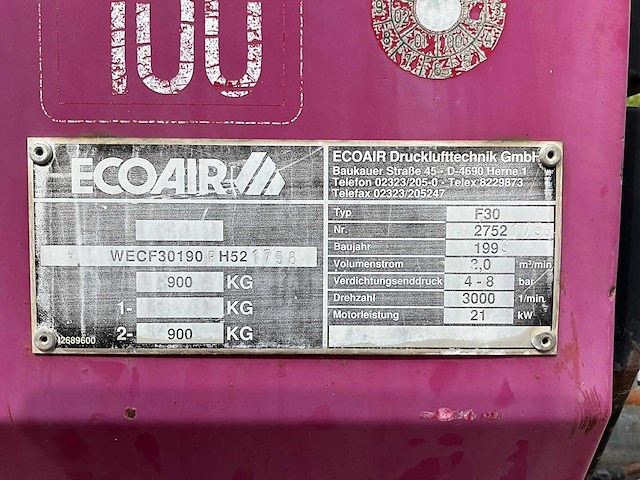 100
ECOAIR
WECF30190 H521756
900 KG
1- KG
2- 900 KG
12689600
ECOAIR Drucklufttechnik GmbH
Baukauer Straße 45 · D-4690 Herne 1
Telefon 02323/205-0 · Telex 8229873
Telefax 02323/205247
Typ F30
Nr. 2752
Baujahr
Volumenstrom m³/min
Verdichtungsenddruck 4-8 bar
Drehzahl 3000 1/min
Motorleistung 21 kW